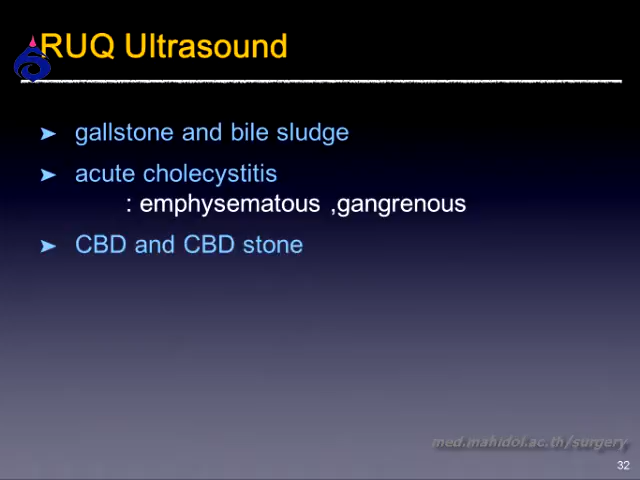 RUQ Ultrasound
➤ gallstone and bile sludge
➤ acute cholecystitis
: emphysematous ,gangrenous
➤ CBD and CBD stone
med.mahidol.ac.th/surgery
32